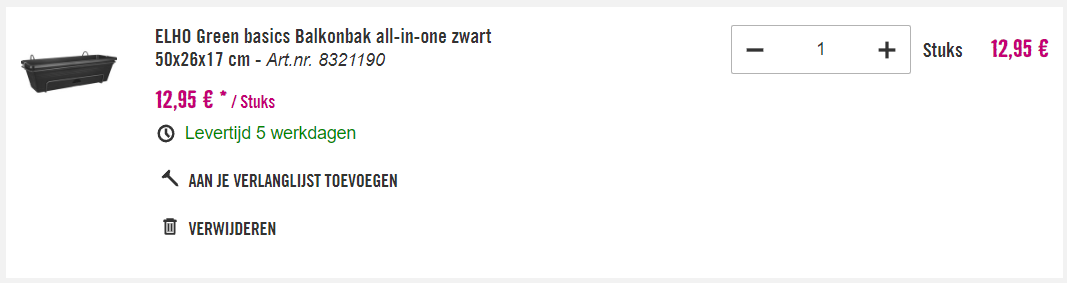 ELHO Green basics Balkonbak all-in-one zwart
50x26x17 cm - Art.nr. 8321190
1
Stuks
12,95 €
12,95 € * / Stuks
Levertijd 5 werkdagen
AAN JE VERLANGLIJST TOEVOEGEN
VERWIJDEREN